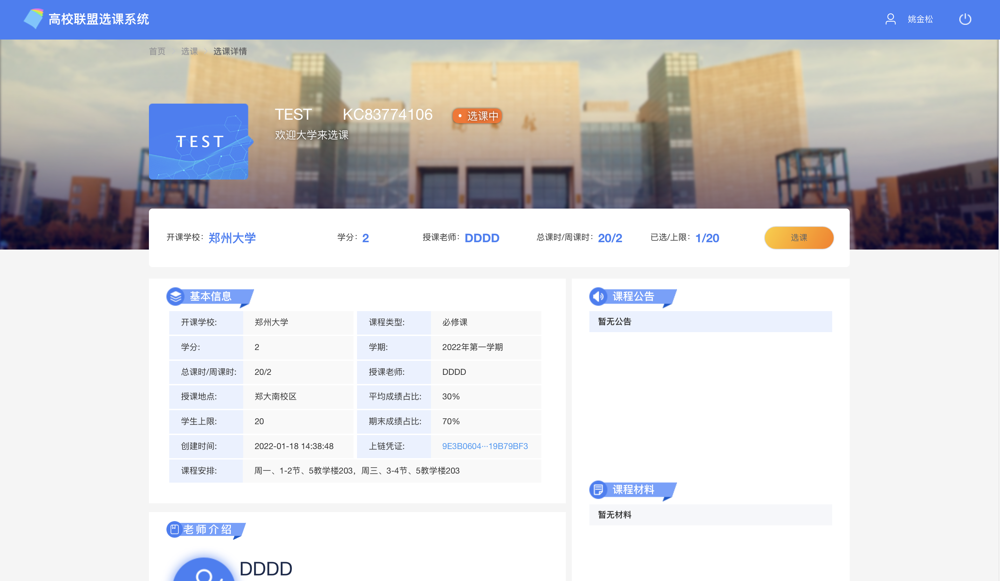 高校联盟选课系统
姚金松
首页 > 选课 > 选课详情
TEST KC83774106 • 选课中
欢迎大学来选课
TEST
开课学校： 郑州大学 学分： 2 授课老师： DDDD 总课时/周课时： 20/2 已选/上限： 1/20 选课
基本信息
开课学校: 郑州大学 课程类型: 必修课
学分: 2 学期: 2022年第一学期
总课时/周课时: 20/2 授课老师: DDDD
授课地点: 郑大南校区 平均成绩占比: 30%
学生上限: 20 期末成绩占比: 70%
创建时间: 2022-01-18 14:38:48 上链凭证: 9E3B0604···19B79BF3
课程安排: 周一、1-2节、5教学楼203，周三、3-4节、5教学楼203
课程公告
暂无公告
课程材料
暂无材料
老师介绍
DDDD